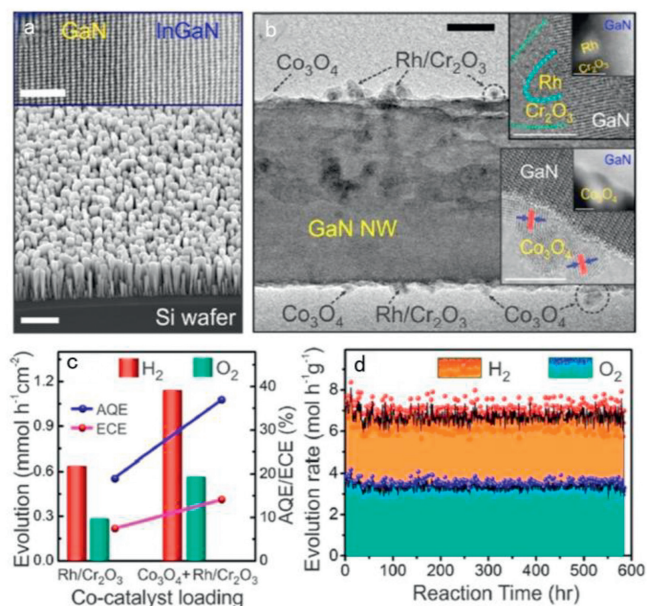 a
GaN
InGaN
Si wafer
b
Co₃O₄
Rh/Cr₂O₃
GaN NW
Co₃O₄
Rh/Cr₂O₃
Co₃O₄
Rh
Cr₂O₃
GaN
GaN
Rh
Cr₂O₃
GaN
Co₃O₄
GaN
Co₃O₄
c
H₂
O₂
AQE
ECE
Evolution (mmol h⁻¹cm⁻²)
1.2
0.9
0.6
0.3
0.0
AQE/ECE (%)
40
30
20
10
0
Rh/Cr₂O₃
Co₃O₄+Rh/Cr₂O₃
Co-catalyst loading
d
H₂
O₂
Evolution rate (mol h⁻¹g⁻¹)
10
8
6
4
2
0
0 100 200 300 400 500 600
Reaction Time (hr)